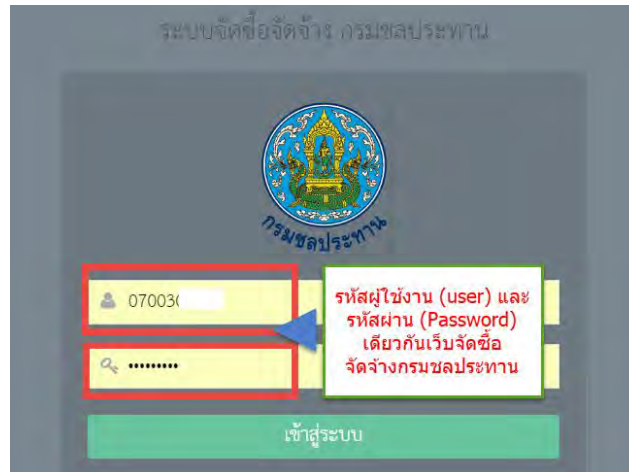 ระบบจัดซื้อจัดจ้าง กรมชลประทาน
กรมชลประทาน
07003(
รหัสผู้ใช้งาน (user) และ
รหัสผ่าน (Password)
เดียวกันเว็บจัดซื้อ
จัดจ้างกรมชลประทาน
•••••••••
เข้าสู่ระบบ